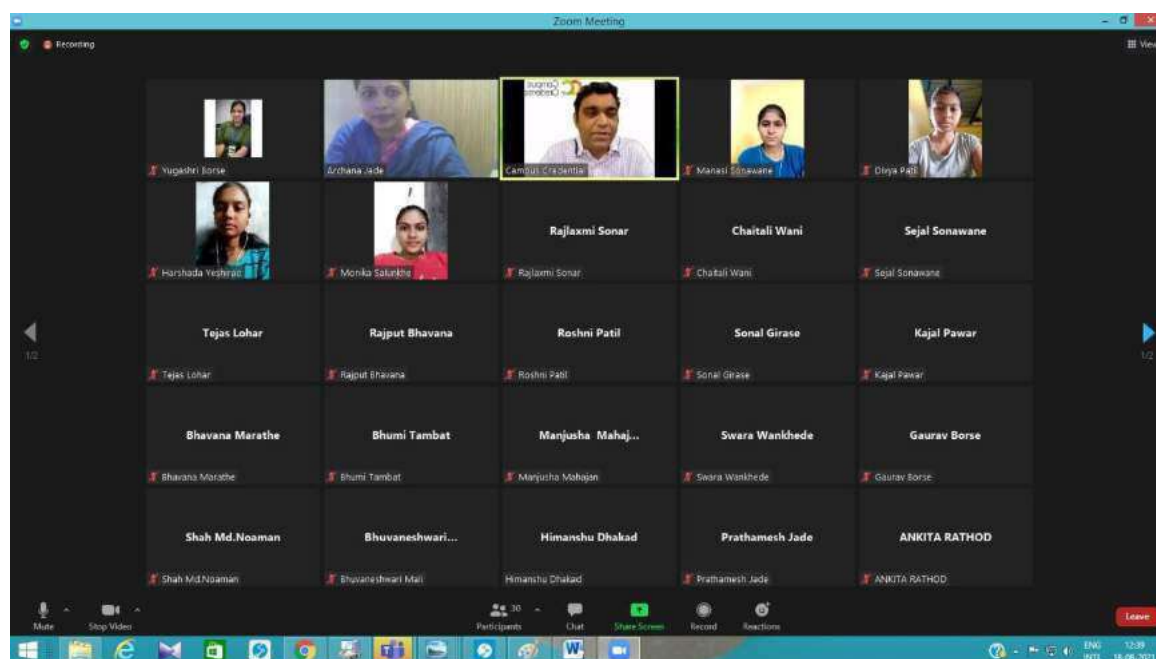 Zoom Meeting
Recording
View
Yugashri Borse
Archana Jade
Campus Credential
Manasi Sonawane
Divya Patil
Harshada Yeshirao
Monika Salunkhe
Rajlaxmi Sonar
Rajlaxmi Sonar
Chaitali Wani
Chaitali Wani
Sejal Sonawane
Sejal Sonawane
Tejas Lohar
Tejas Lohar
Rajput Bhavana
Rajput Bhavana
Roshni Patil
Roshni Patil
Sonal Girase
Sonal Girase
Kajal Pawar
Kajal Pawar
1/2
1/2
Bhavana Marathe
Bhavana Marathe
Bhumi Tambat
Bhumi Tambat
Manjusha Mahaj...
Manjusha Mahajan
Swara Wankhede
Swara Wankhede
Gaurav Borse
Gaurav Borse
Shah Md.Noaman
Shah Md.Noaman
Bhuvaneshwari...
Bhuvaneshwari Mali
Himanshu Dhakad
Himanshu Dhakad
Prathamesh Jade
Prathamesh Jade
ANKITA RATHOD
ANKITA RATHOD
Mute
Stop Video
Participants
30
Chat
Share Screen
Record
Reactions
Leave
ENG
INTL
12:39
18-06-2021